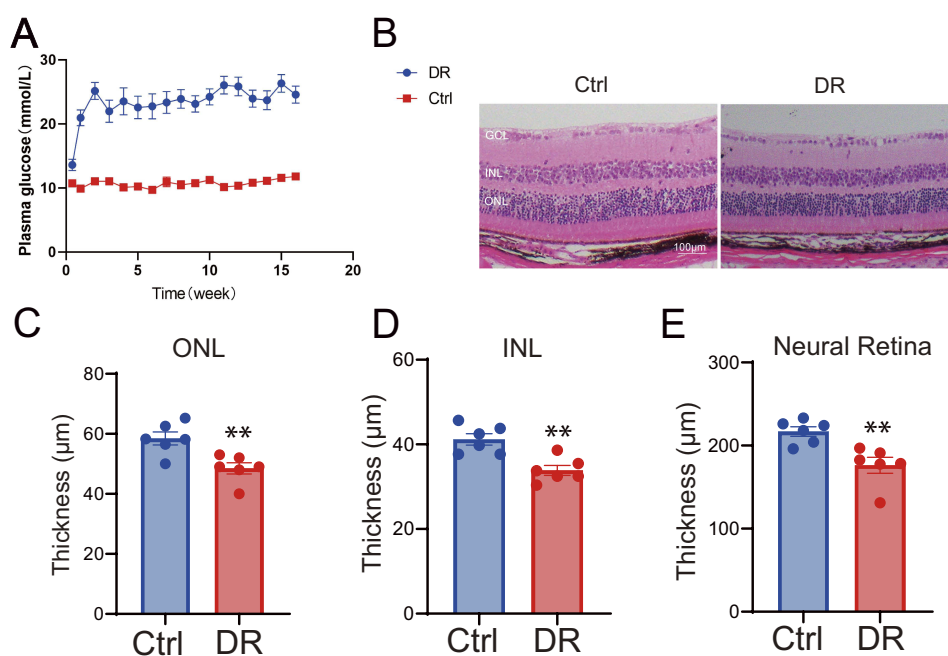 A
Plasma glucose (mmol/L)
30
20
10
0
0
5
10
15
20
Time (week)
DR
Ctrl
B
Ctrl
DR
GCL
INL
ONL
100μm
C
ONL
Thickness (μm)
80
60
40
20
0
**
Ctrl
DR
D
INL
Thickness (μm)
60
40
20
0
**
Ctrl
DR
E
Neural Retina
Thickness (μm)
300
200
100
0
**
Ctrl
DR